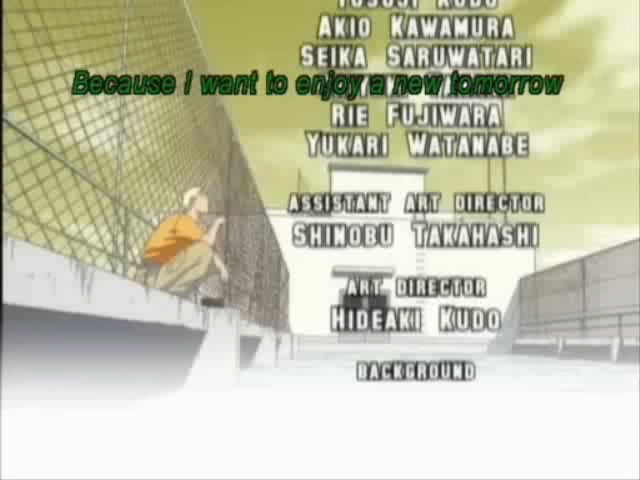 Akio Kawamura
Seika Saruwatari
Because I want to enjoy a new tomorrow
Rie Fujiwara
Yukari Watanabe
Assistant Art Director
Shinobu Takahashi
Art Director
Hideaki Kudo
Background